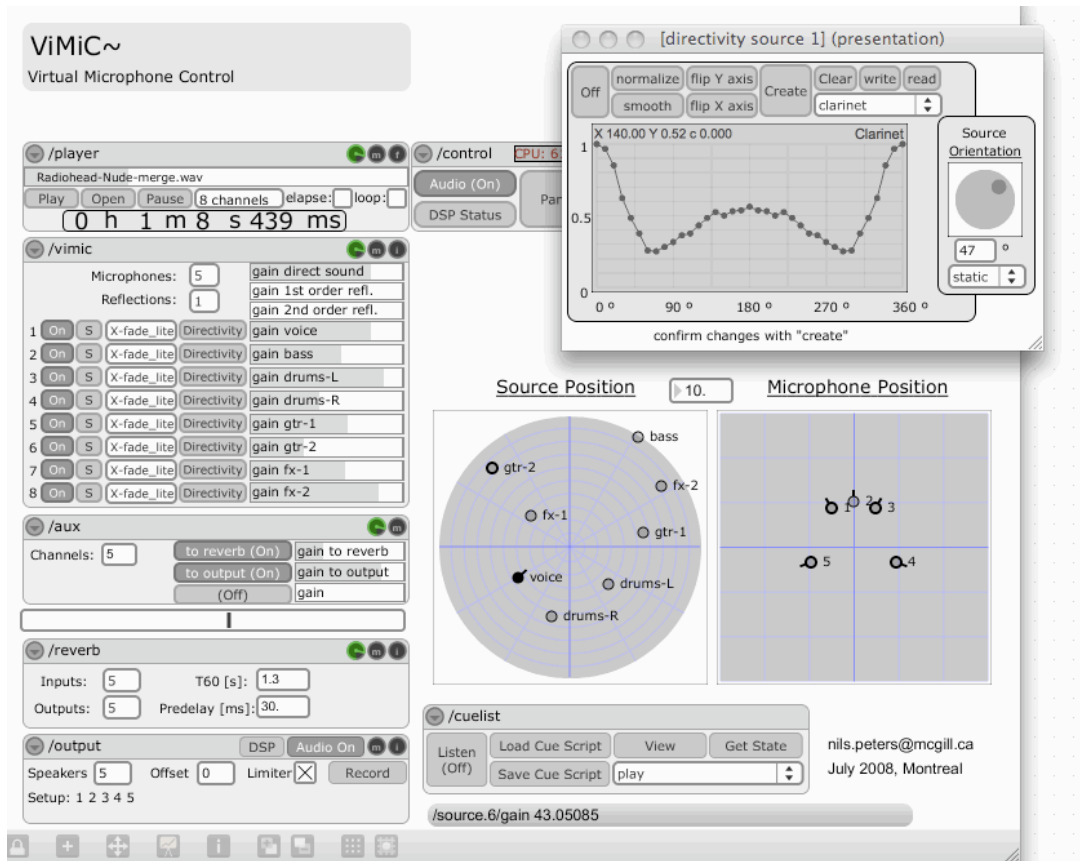 ViMiC~
Virtual Microphone Control
[directivity source 1] (presentation)
Off
normalize
flip Y axis
Create
Clear
write
read
smooth
flip X axis
clarinet
X 140.00 Y 0.52 c 0.000
Clarinet
1
0.5
0
0 º
90 º
180 º
270 º
360 º
confirm changes with "create"
Source
Orientation
47
º
static
/player
m
f
Radiohead-Nude-merge.wav
Play
Open
Pause
8 channels
elapse:
loop:
0 h 1 m 8 s 439 ms
/control
CPU: 6
Audio (On)
DSP Status
Par
/vimic
m
i
Microphones: 5
Reflections: 1
gain direct sound
gain 1st order refl.
gain 2nd order refl.
1 On S X-fade_lite Directivity gain voice
2 On S X-fade_lite Directivity gain bass
3 On S X-fade_lite Directivity gain drums-L
4 On S X-fade_lite Directivity gain drums-R
5 On S X-fade_lite Directivity gain gtr-1
6 On S X-fade_lite Directivity gain gtr-2
7 On S X-fade_lite Directivity gain fx-1
8 On S X-fade_lite Directivity gain fx-2
Source Position
10.
Microphone Position
bass
gtr-2
fx-2
fx-1
gtr-1
voice
drums-L
drums-R
1
2
3
5
4
/aux
m
Channels: 5
to reverb (On)
gain to reverb
to output (On)
gain to output
(Off)
gain
/reverb
m
i
Inputs: 5
T60 [s]: 1.3
Outputs: 5
Predelay [ms]: 30.
/output
DSP
Audio On
m
i
Speakers 5
Offset 0
Limiter
Record
Setup: 1 2 3 4 5
/cuelist
Listen
(Off)
Load Cue Script
View
Get State
Save Cue Script
play
nils.peters@mcgill.ca
July 2008, Montreal
/source.6/gain 43.05085
i